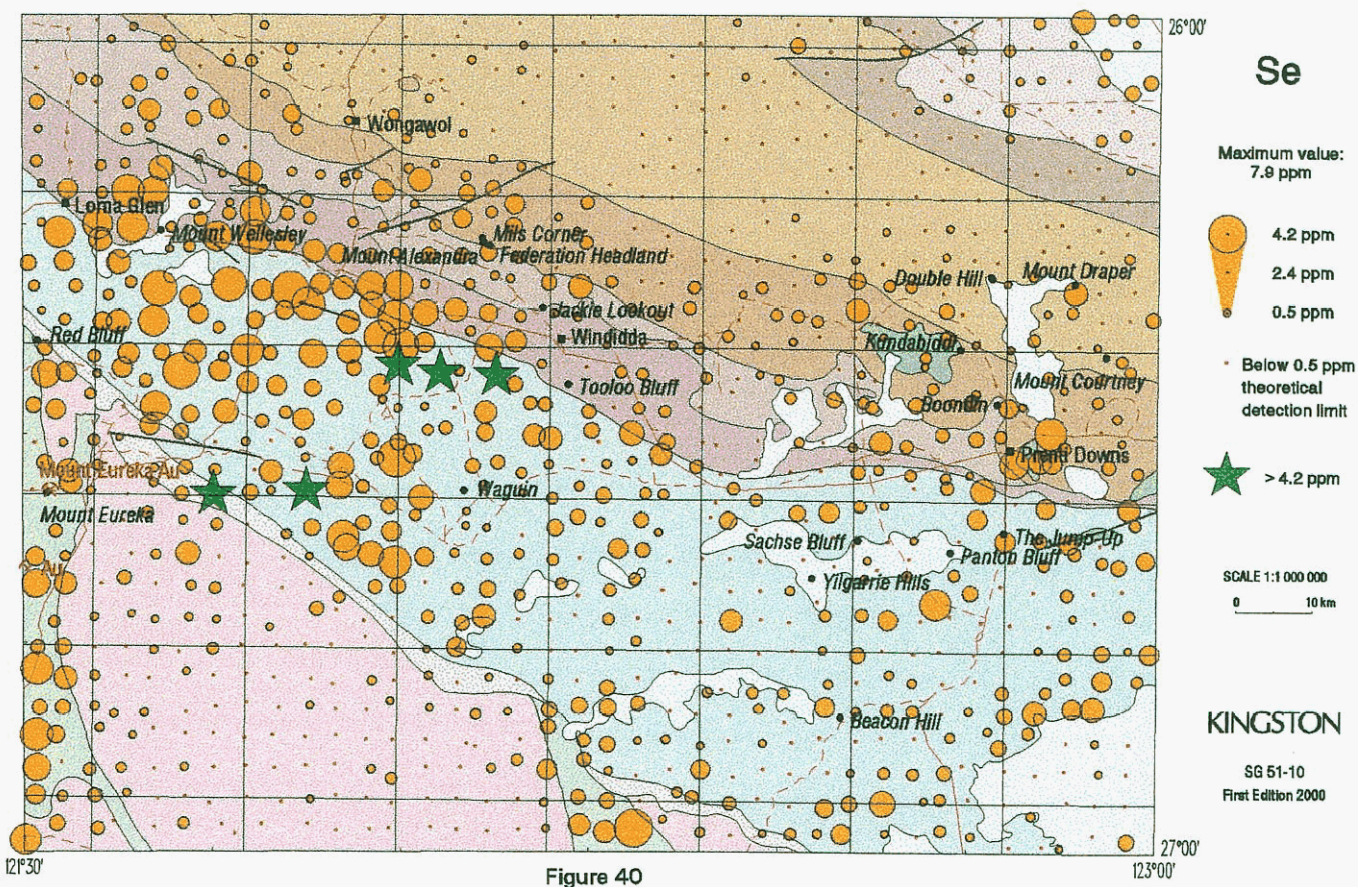 26°00'
Se
Maximum value:
7.9 ppm
4.2 ppm
2.4 ppm
0.5 ppm
Below 0.5 ppm
theoretical
detection limit
> 4.2 ppm
SCALE 1:1 000 000
0 10 km
KINGSTON
SG 51-10
First Edition 2000
Wongawol
Lorna Glen
Mount Wellesley
Mils Corner
Mount Alexandra
Federation Headland
Double Hill
Mount Draper
Jackie Lookout
Red Bluff
Windidda
Kundabiddi
Tooloo Bluff
Mount Courtney
Boondin
Prenti Downs
Mount Eureka Au
Mount Eureka
Waguin
Sachse Bluff
The Jump-Up
Panton Bluff
Au
Yilgarrie Hills
Beacon Hill
27°00'
121°30'
123°00'
Figure 40